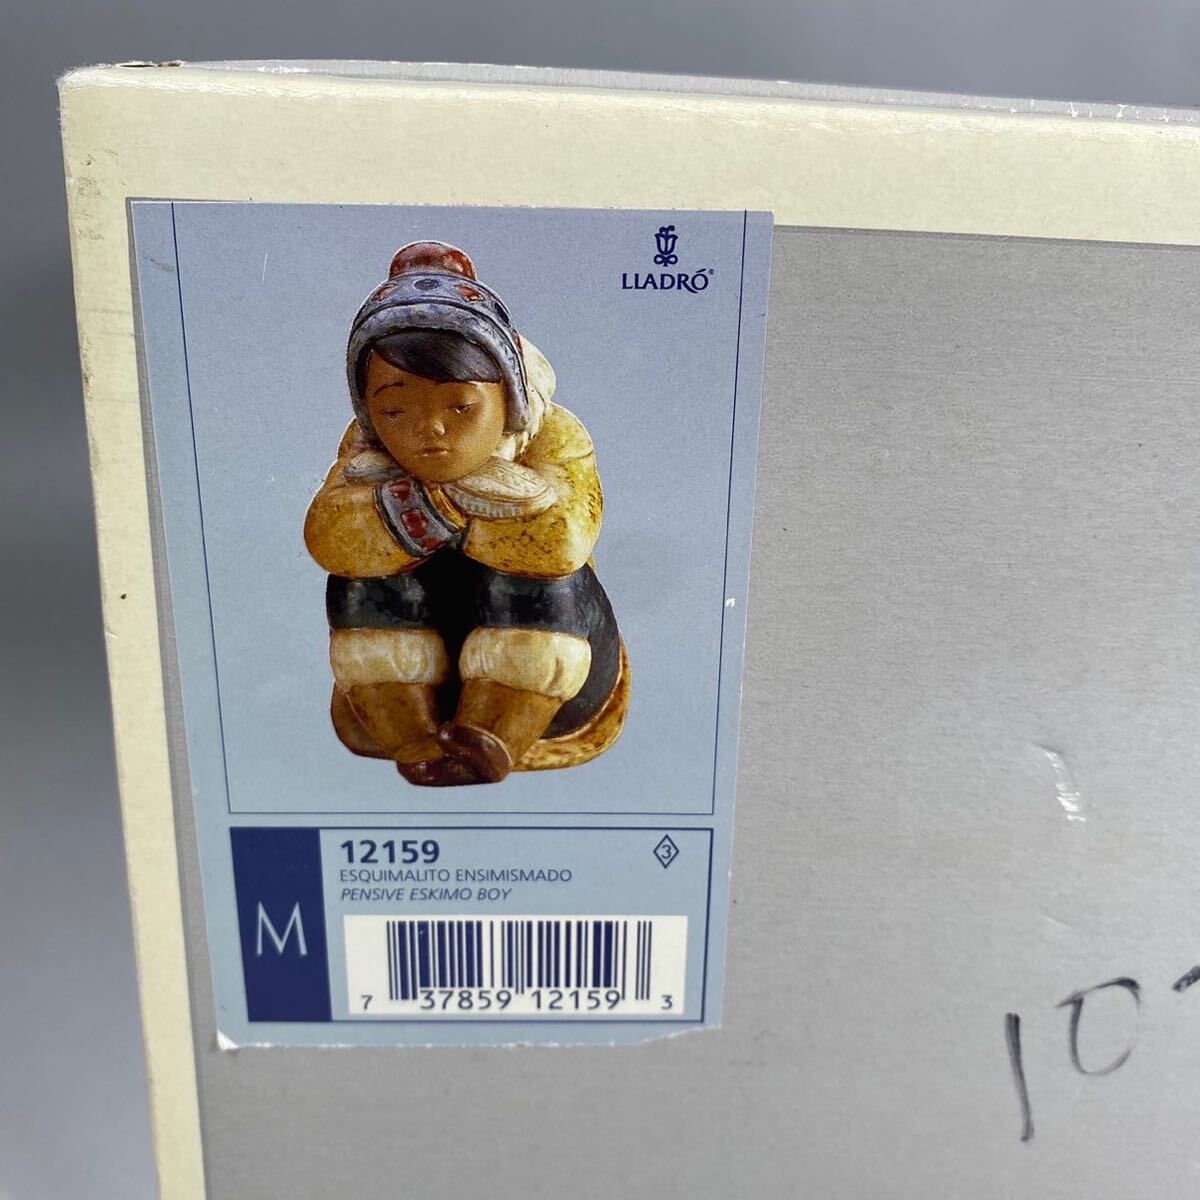 LLADRÓ®
12159
3
ESQUIMALITO ENSIMISMADO
PENSIVE ESKIMO BOY
M
7 37859 12159 3